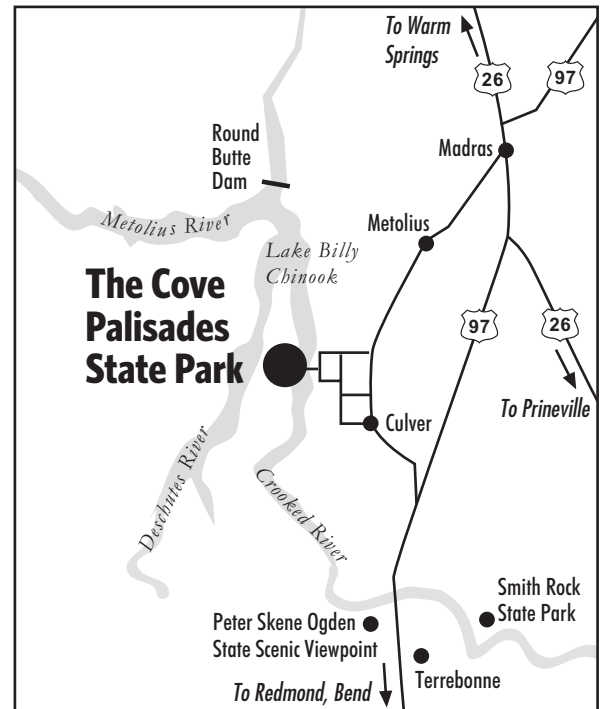 To Warm
Springs
26
97
Round
Butte
Dam
Madras
Metolius River
Metolius
Lake Billy
Chinook
The Cove
Palisades
State Park
97
26
To Prineville
Culver
Deschutes River
Crooked River
Smith Rock
State Park
Peter Skene Ogden
State Scenic Viewpoint
Terrebonne
To Redmond, Bend